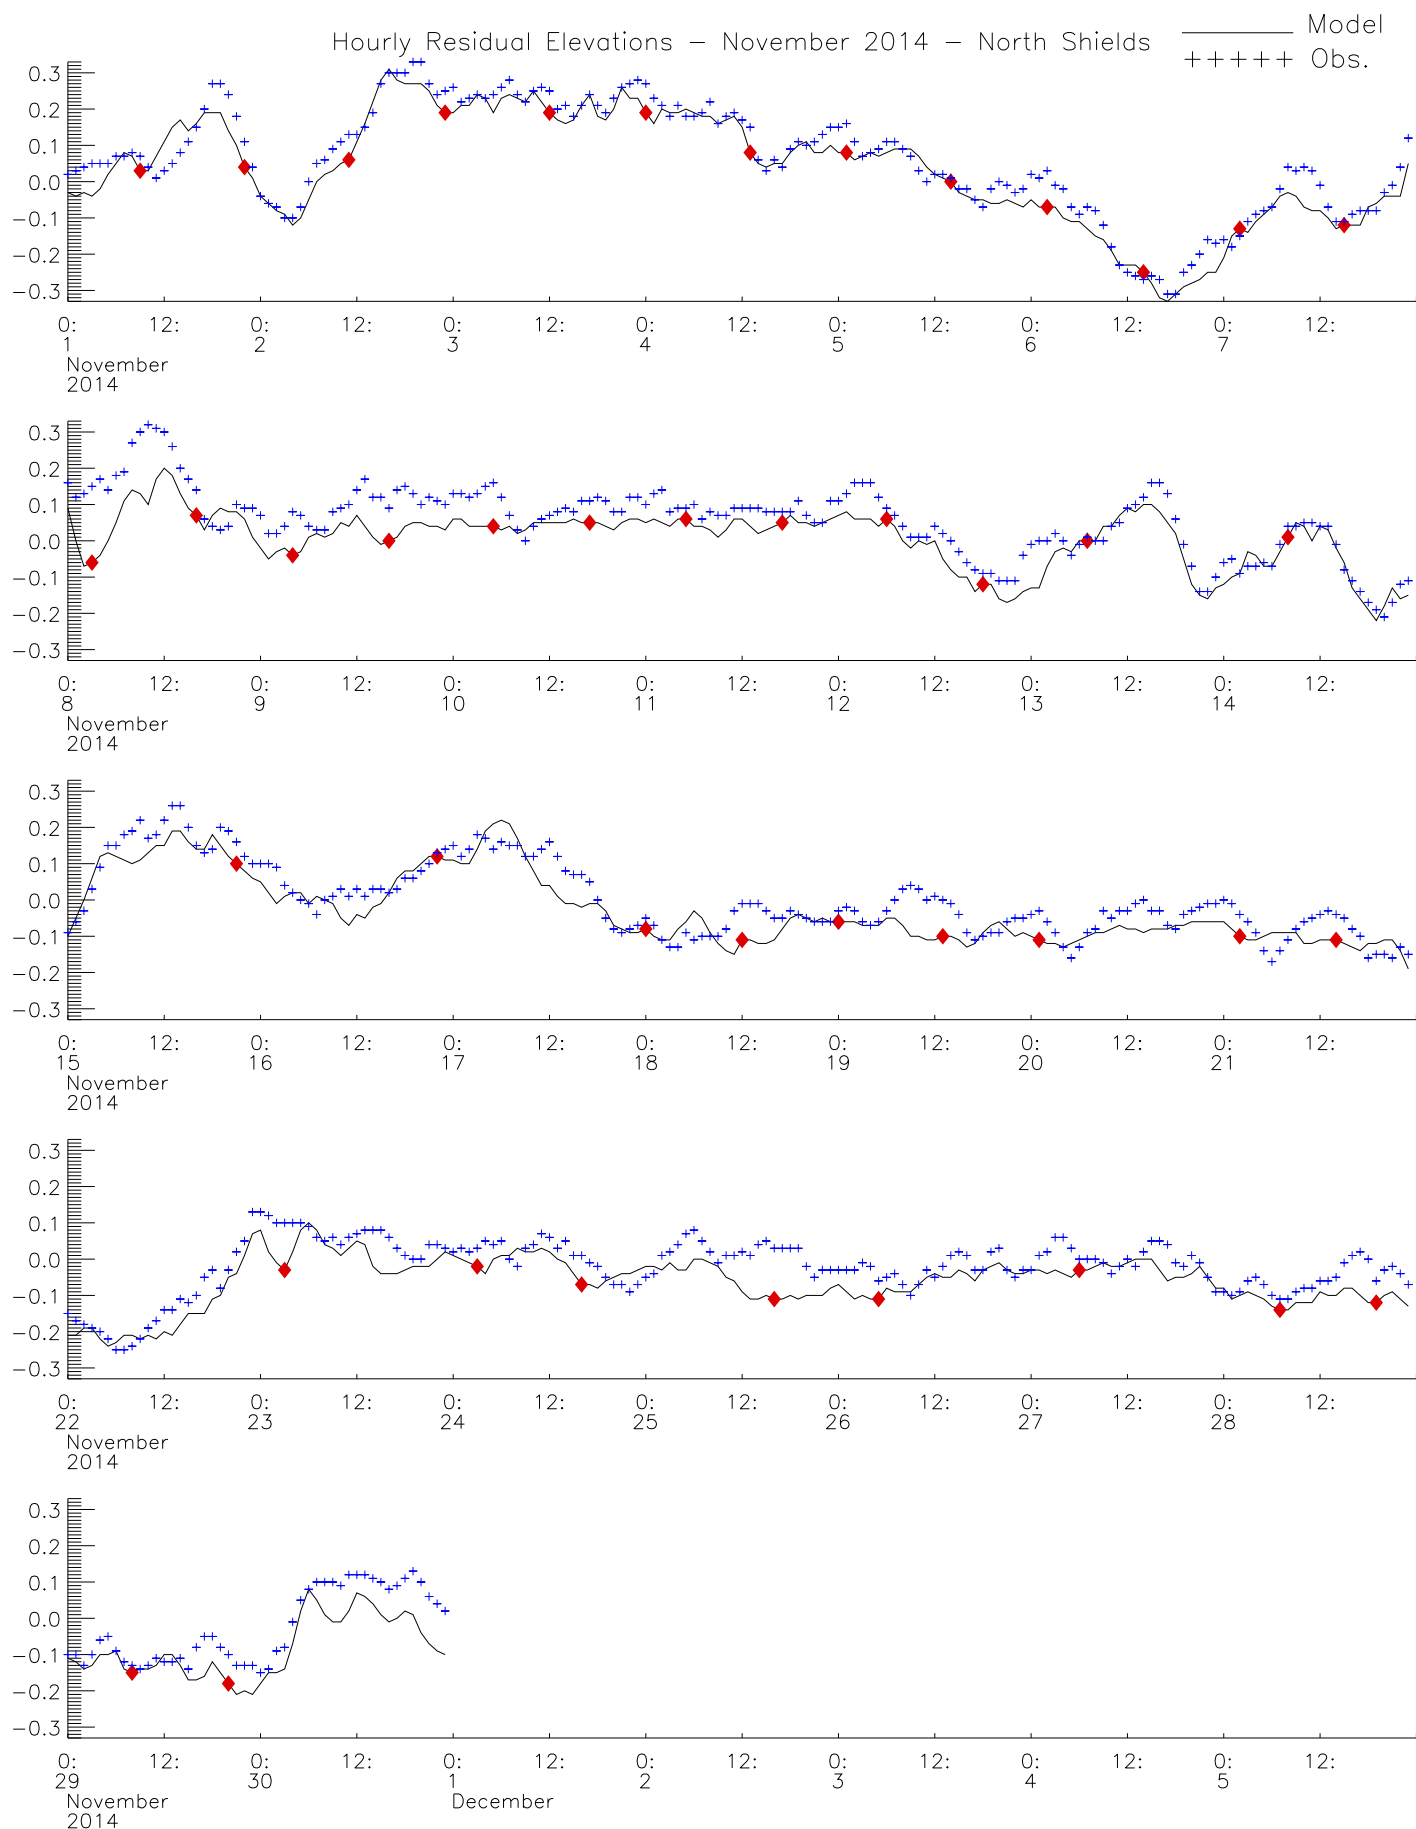 Hourly Residual Elevations − November 2014 − North Shields
Model
+++++ Obs.
0.3
0.2
0.1
0.0
−0.1
−0.2
−0.3
0: 12: 0: 12: 0: 12: 0: 12: 0: 12: 0: 12: 0: 12:
1 2 3 4 5 6 7
November
2014
0.3
0.2
0.1
0.0
−0.1
−0.2
−0.3
0: 12: 0: 12: 0: 12: 0: 12: 0: 12: 0: 12: 0: 12:
8 9 10 11 12 13 14
November
2014
0.3
0.2
0.1
0.0
−0.1
−0.2
−0.3
0: 12: 0: 12: 0: 12: 0: 12: 0: 12: 0: 12: 0: 12:
15 16 17 18 19 20 21
November
2014
0.3
0.2
0.1
0.0
−0.1
−0.2
−0.3
0: 12: 0: 12: 0: 12: 0: 12: 0: 12: 0: 12: 0: 12:
22 23 24 25 26 27 28
November
2014
0.3
0.2
0.1
0.0
−0.1
−0.2
−0.3
0: 12: 0: 12: 0: 12: 0: 12: 0: 12: 0: 12: 0: 12:
29 30 1 2 3 4 5
November December
2014